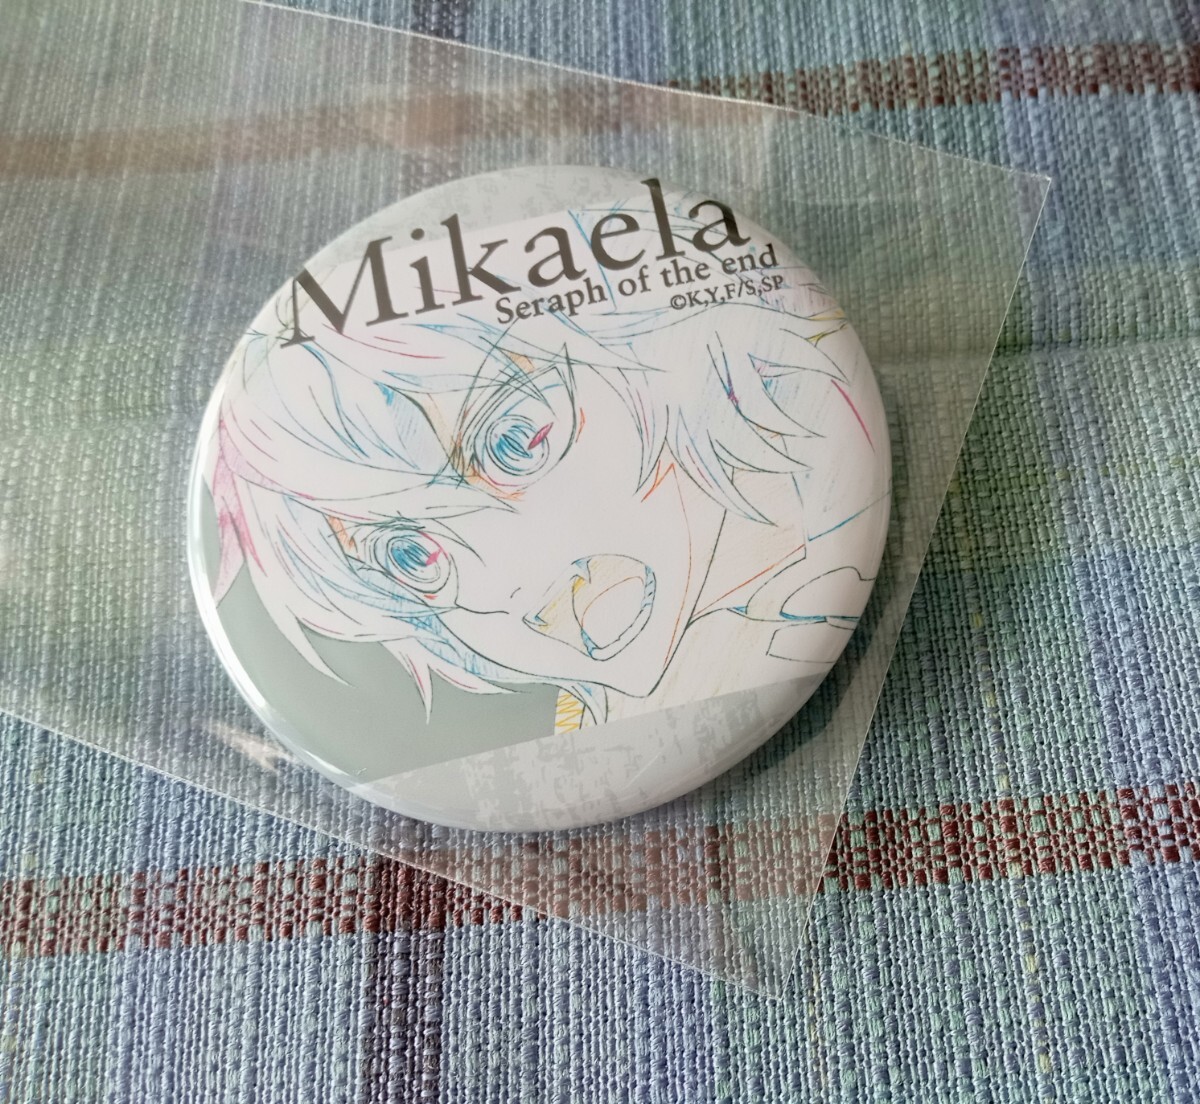 Mikaela
Seraph of the end
©K,Y,F/S,SP